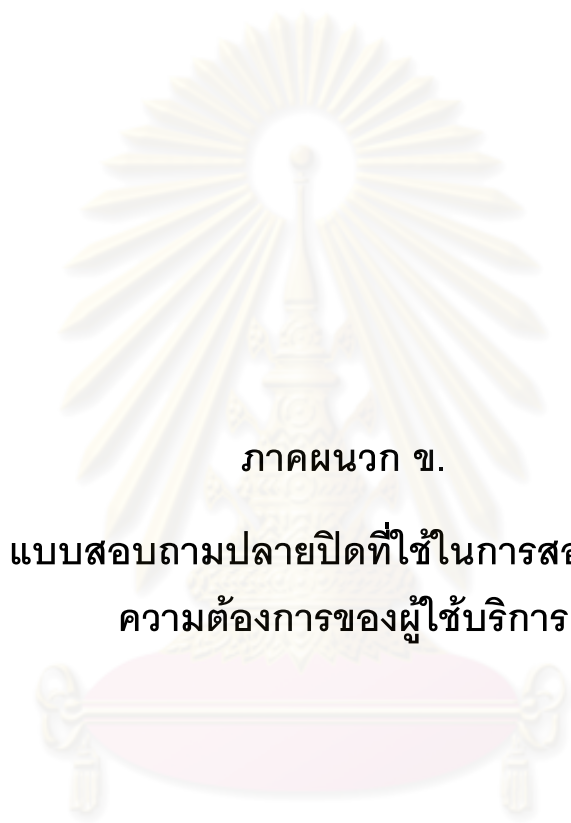 ภาคผนวก ข.
แบบสอบถามปลายปิดที่ใช้ในการ
ความต้องการของผู้ใช้บริการ